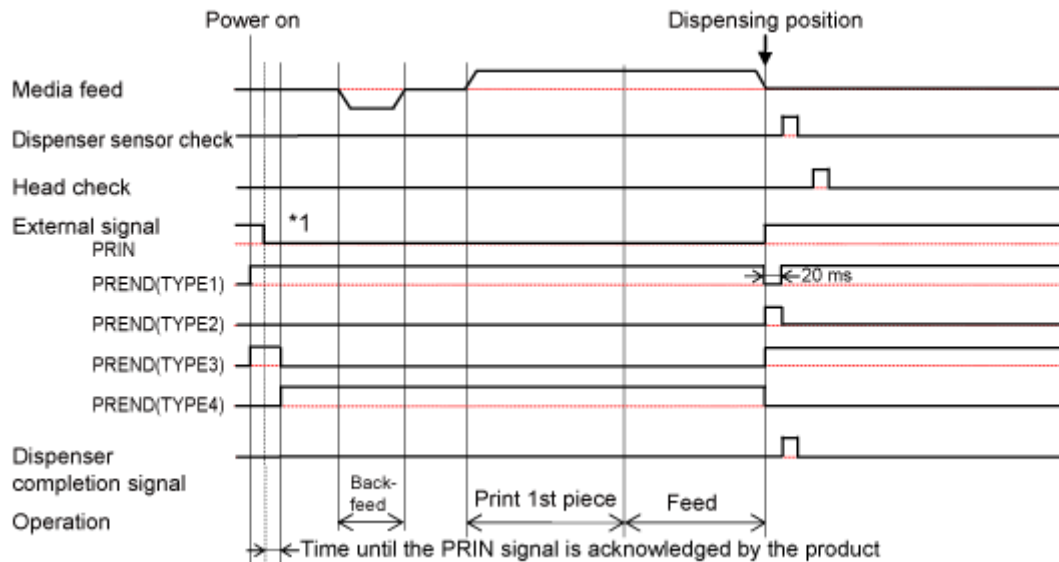 Power on
Dispensing position
Media feed
Dispenser sensor check
Head check
External signal
*1
PRIN
PREND(TYPE1)
20 ms
PREND(TYPE2)
PREND(TYPE3)
PREND(TYPE4)
Dispenser
completion signal
Back-
feed
Print 1st piece
Feed
Operation
Time until the PRIN signal is acknowledged by the product